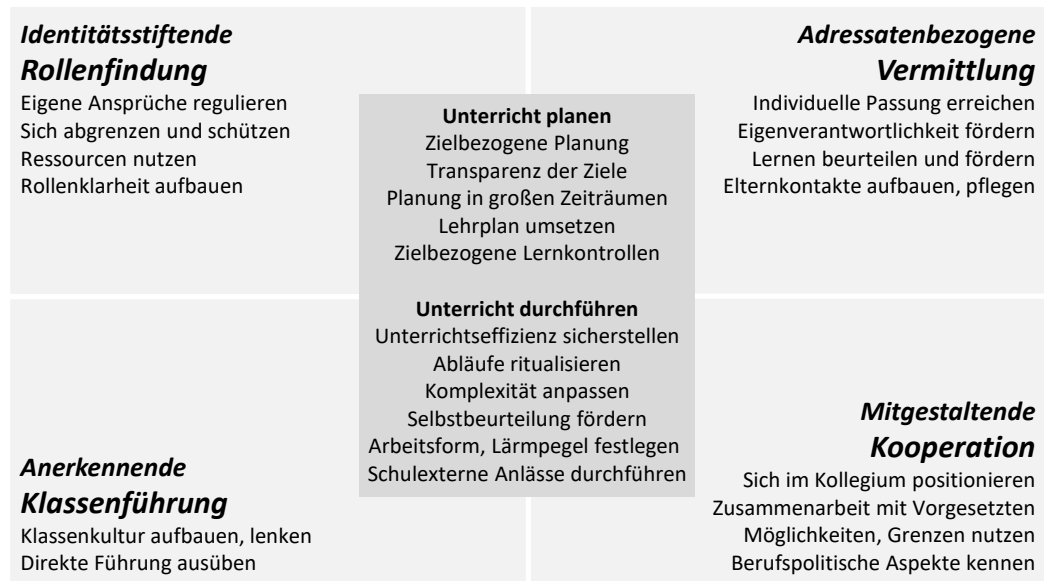 Identitätsstiftende
Rollenfindung
Eigene Ansprüche regulieren
Sich abgrenzen und schützen
Ressourcen nutzen
Rollenklarheit aufbauen
Adressatenbezogene
Vermittlung
Individuelle Passung erreichen
Eigenverantwortlichkeit fördern
Lernen beurteilen und fördern
Elternkontakte aufbauen, pflegen
Unterricht planen
Zielbezogene Planung
Transparenz der Ziele
Planung in großen Zeiträumen
Lehrplan umsetzen
Zielbezogene Lernkontrollen
Unterricht durchführen
Unterrichtseffizienz sicherstellen
Abläufe ritualisieren
Komplexität anpassen
Selbstbeurteilung fördern
Arbeitsform, Lärmpegel festlegen
Schulexterne Anlässe durchführen
Anerkennende
Klassenführung
Klassenkultur aufbauen, lenken
Direkte Führung ausüben
Mitgestaltende
Kooperation
Sich im Kollegium positionieren
Zusammenarbeit mit Vorgesetzten
Möglichkeiten, Grenzen nutzen
Berufspolitische Aspekte kennen